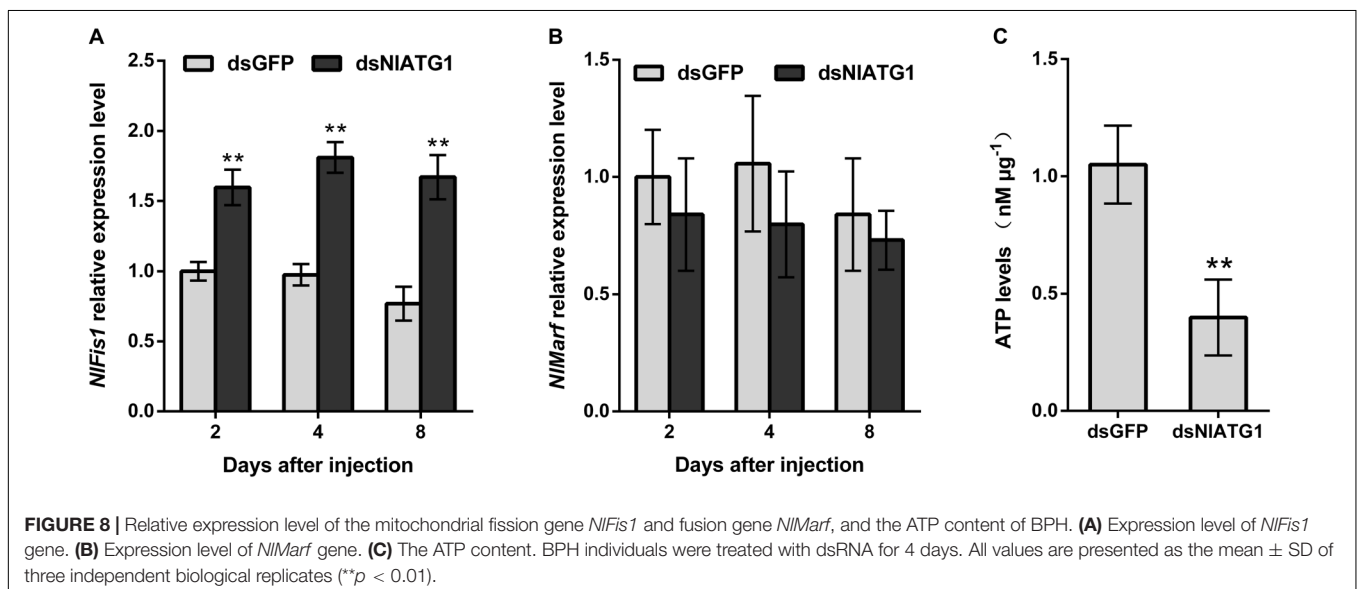 A
NlFis1 relative expression level
2.5
2.0
1.5
1.0
0.5
0.0
dsGFP dsNlATG1
**
**
**
2 4 8
Days after injection
B
NlMarf relative expression level
1.5
1.0
0.5
0.0
dsGFP dsNlATG1
2 4 8
Days after injection
C
ATP levels （nM µg⁻¹）
1.5
1.0
0.5
0.0
**
dsGFP dsNlATG1
FIGURE 8 | Relative expression level of the mitochondrial fission gene NlFis1 and fusion gene NlMarf, and the ATP content of BPH. (A) Expression level of NlFis1
gene. (B) Expression level of NlMarf gene. (C) The ATP content. BPH individuals were treated with dsRNA for 4 days. All values are presented as the mean ± SD of
three independent biological replicates (**p < 0.01).